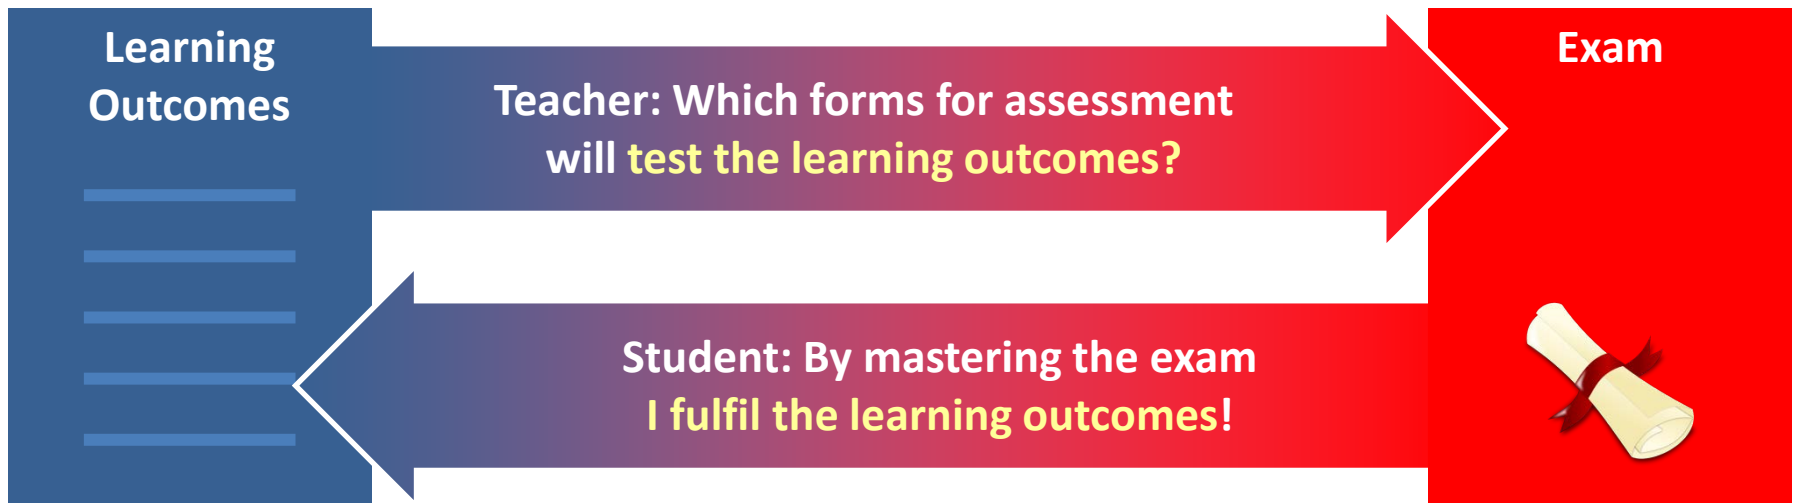 Learning
Outcomes
Teacher: Which forms for assessment
will test the learning outcomes?
Exam
Student: By mastering the exam
I fulfil the learning outcomes!